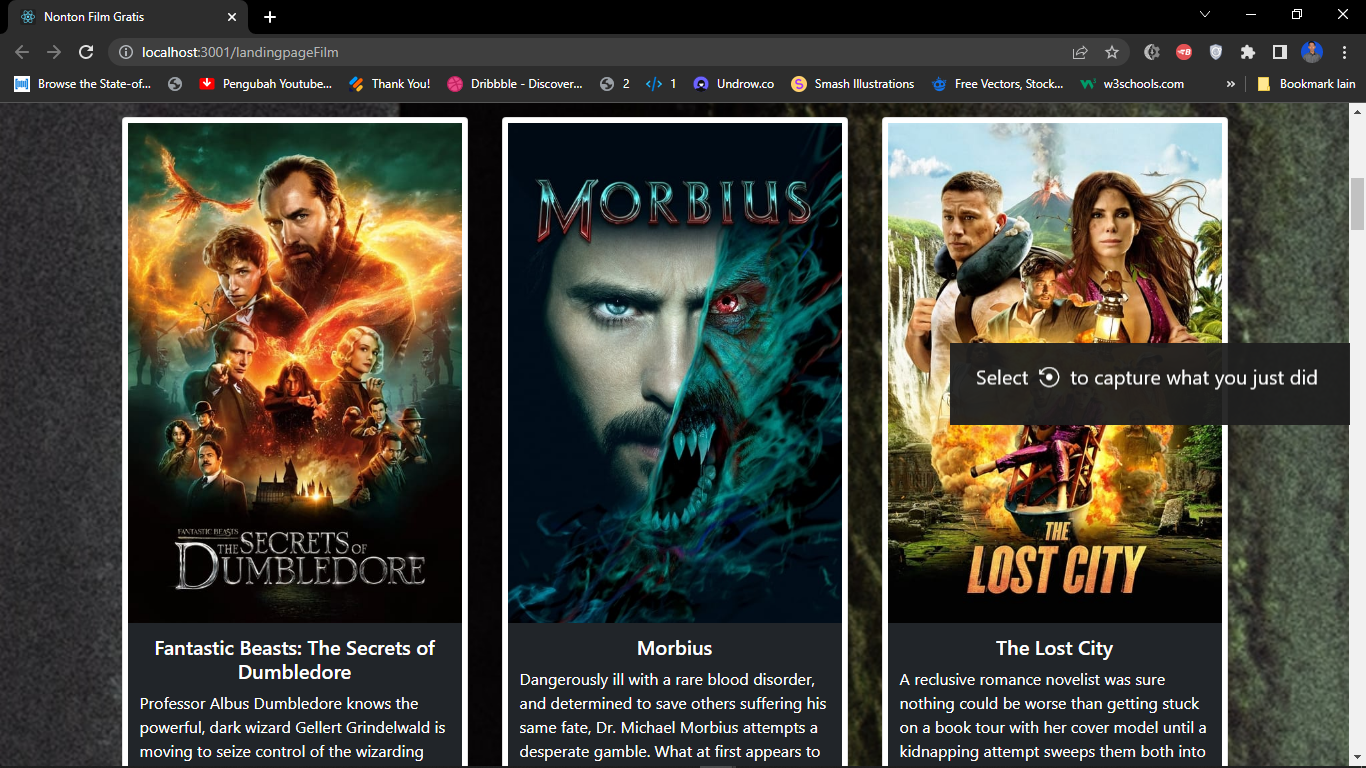 Nonton Film Gratis
localhost:3001/landingpageFilm
Browse the State-of... Pengubah Youtube... Thank You! Dribbble - Discover... 2 1 Undrow.co Smash Illustrations Free Vectors, Stock... w3schools.com » Bookmark lain
MORBIUS
Select to capture what you just did
FANTASTIC BEASTS
THE SECRETS OF
DUMBLEDORE
THE
LOST CITY
Fantastic Beasts: The Secrets of
Dumbledore
Professor Albus Dumbledore knows the
powerful, dark wizard Gellert Grindelwald is
moving to seize control of the wizarding
Morbius
Dangerously ill with a rare blood disorder,
and determined to save others suffering his
same fate, Dr. Michael Morbius attempts a
desperate gamble. What at first appears to
The Lost City
A reclusive romance novelist was sure
nothing could be worse than getting stuck
on a book tour with her cover model until a
kidnapping attempt sweeps them both into